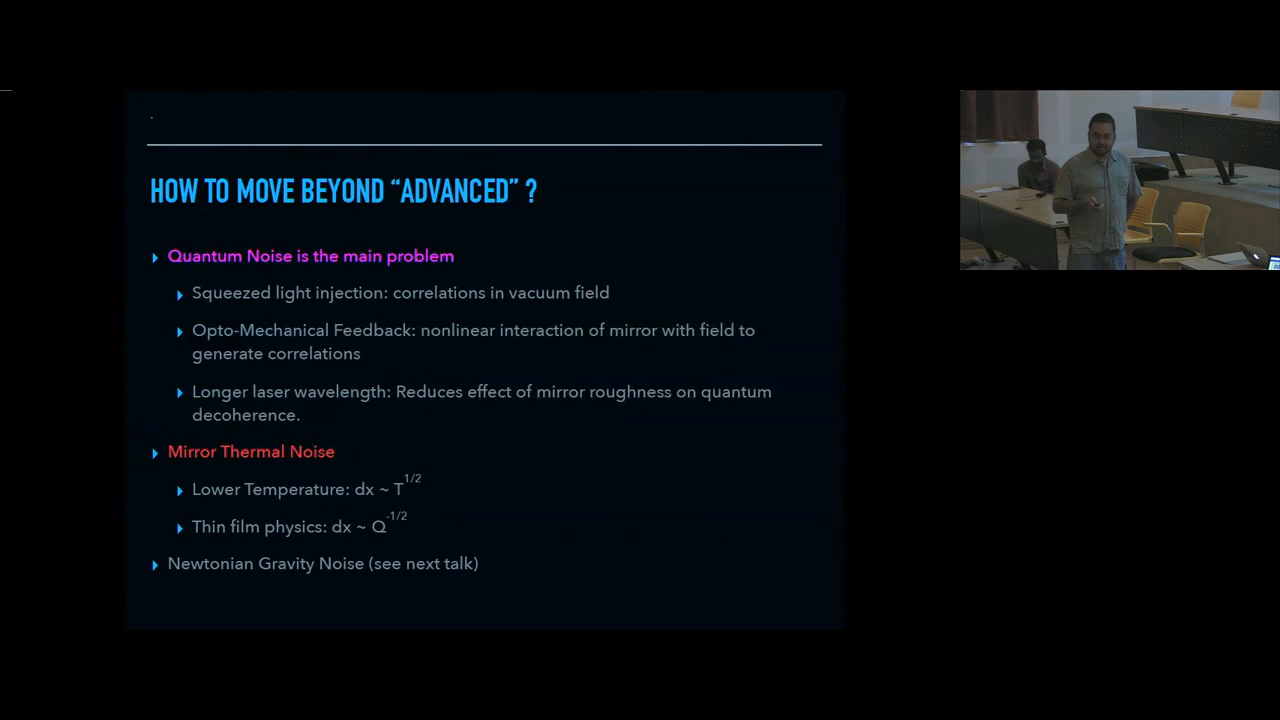 HOW TO MOVE BEYOND “ADVANCED” ?
Quantum Noise is the main problem
Squeezed light injection: correlations in vacuum field
Opto-Mechanical Feedback: nonlinear interaction of mirror with field to
generate correlations
Longer laser wavelength: Reduces effect of mirror roughness on quantum
decoherence.
Mirror Thermal Noise
Lower Temperature: dx ~ T^1/2
Thin film physics: dx ~ Q^-1/2
Newtonian Gravity Noise (see next talk)